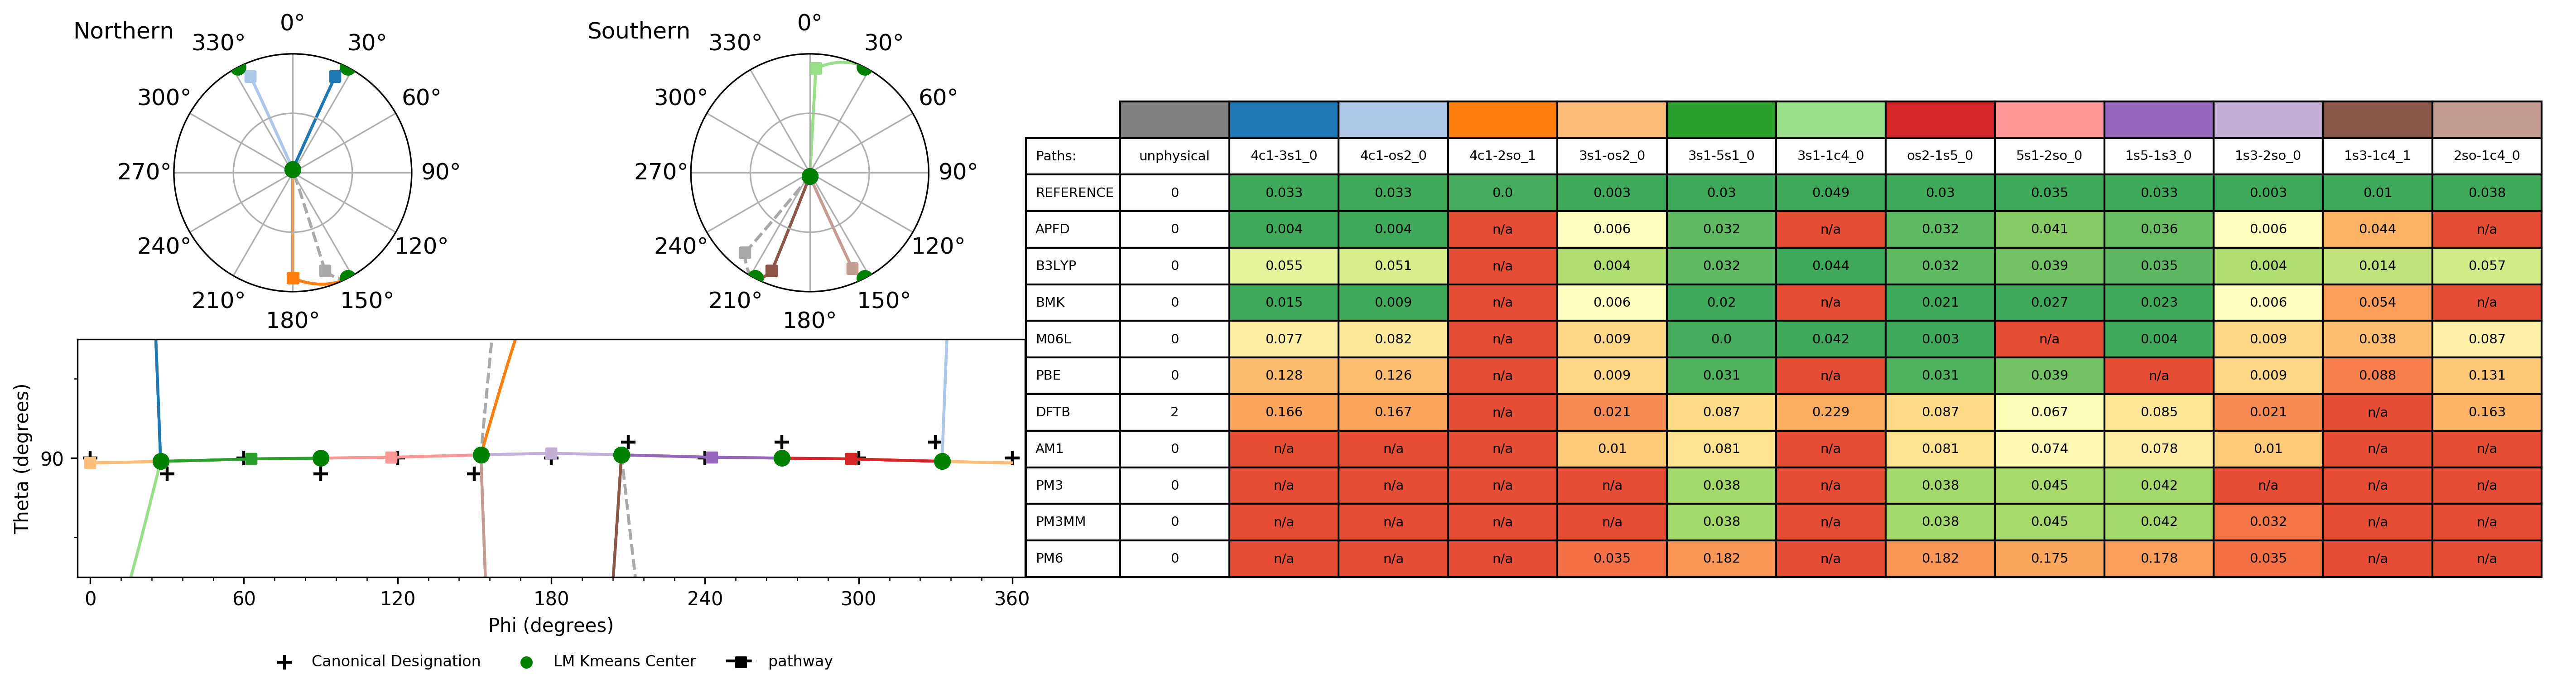 Northern
0°
30°
60°
90°
120°
150°
180°
210°
240°
270°
300°
330°
Southern
0°
30°
60°
90°
120°
150°
180°
210°
240°
270°
300°
330°
Theta (degrees)
90
0 60 120 180 240 300 360
Phi (degrees)
Canonical Designation LM Kmeans Center pathway
Paths: unphysical 4c1-3s1_0 4c1-os2_0 4c1-2so_1 3s1-os2_0 3s1-5s1_0 3s1-1c4_0 os2-1s5_0 5s1-2so_0 1s5-1s3_0 1s3-2so_0 1s3-1c4_1 2so-1c4_0
REFERENCE 0 0.033 0.033 0.0 0.003 0.03 0.049 0.03 0.035 0.033 0.003 0.01 0.038
APFD 0 0.004 0.004 n/a 0.006 0.032 n/a 0.032 0.041 0.036 0.006 0.044 n/a
B3LYP 0 0.055 0.051 n/a 0.004 0.032 0.044 0.032 0.039 0.035 0.004 0.014 0.057
BMK 0 0.015 0.009 n/a 0.006 0.02 n/a 0.021 0.027 0.023 0.006 0.054 n/a
M06L 0 0.077 0.082 n/a 0.009 0.0 0.042 0.003 n/a 0.004 0.009 0.038 0.087
PBE 0 0.128 0.126 n/a 0.009 0.031 n/a 0.031 0.039 n/a 0.009 0.088 0.131
DFTB 2 0.166 0.167 n/a 0.021 0.087 0.229 0.087 0.067 0.085 0.021 n/a 0.163
AM1 0 n/a n/a n/a 0.01 0.081 n/a 0.081 0.074 0.078 0.01 n/a n/a
PM3 0 n/a n/a n/a n/a 0.038 n/a 0.038 0.045 0.042 n/a n/a n/a
PM3MM 0 n/a n/a n/a n/a 0.038 n/a 0.038 0.045 0.042 0.032 n/a n/a
PM6 0 n/a n/a n/a 0.035 0.182 n/a 0.182 0.175 0.178 0.035 n/a n/a